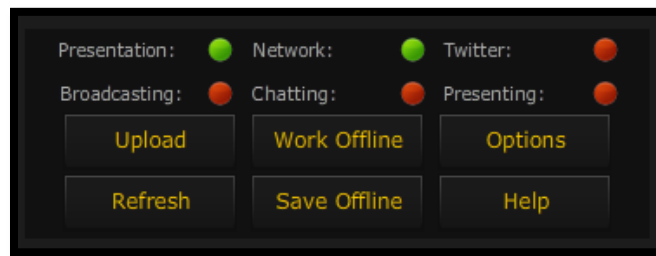 Presentation: Network: Twitter:
Broadcasting: Chatting: Presenting:
Upload Work Offline Options
Refresh Save Offline Help